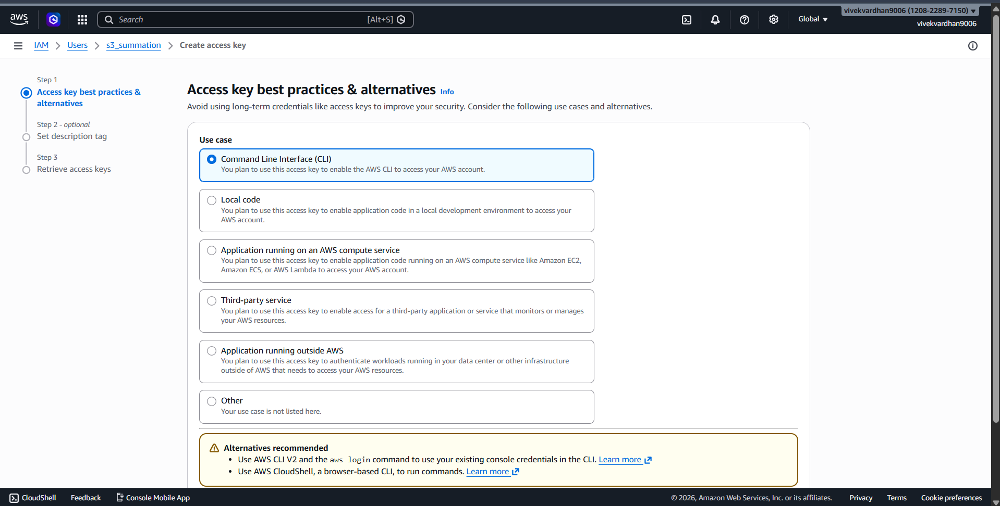 aws
Search
[Alt+S]
Global
vivekvardhan9006 (1208-2289-7150)
vivekvardhan9006
IAM
Users
s3_summation
Create access key
Step 1
Access key best practices &
alternatives
Step 2 - optional
Set description tag
Step 3
Retrieve access keys
Access key best practices & alternatives Info
Avoid using long-term credentials like access keys to improve your security. Consider the following use cases and alternatives.
Use case
Command Line Interface (CLI)
You plan to use this access key to enable the AWS CLI to access your AWS account.
Local code
You plan to use this access key to enable application code in a local development environment to access your
AWS account.
Application running on an AWS compute service
You plan to use this access key to enable application code running on an AWS compute service like Amazon EC2,
Amazon ECS, or AWS Lambda to access your AWS account.
Third-party service
You plan to use this access key to enable access for a third-party application or service that monitors or manages
your AWS resources.
Application running outside AWS
You plan to use this access key to authenticate workloads running in your data center or other infrastructure
outside of AWS that needs to access your AWS resources.
Other
Your use case is not listed here.
Alternatives recommended
• Use AWS CLI V2 and the aws login command to use your existing console credentials in the CLI. Learn more
• Use AWS CloudShell, a browser-based CLI, to run commands. Learn more
CloudShell
Feedback
Console Mobile App
© 2026, Amazon Web Services, Inc. or its affiliates.
Privacy
Terms
Cookie preferences